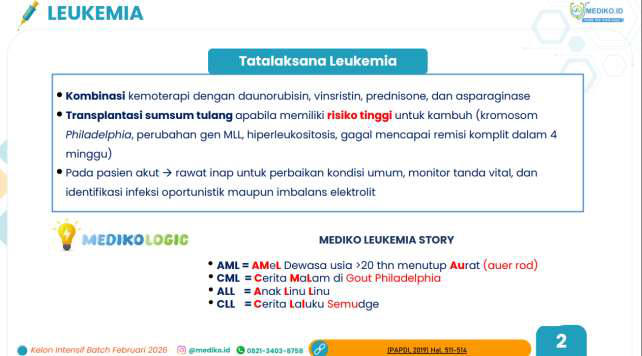 LEUKEMIA
MEDIKO.ID
Tatalaksana Leukemia
• Kombinasi kemoterapi dengan daunorubisin, vinsristin, prednisone, dan asparaginase
• Transplantasi sumsum tulang apabila memiliki risiko tinggi untuk kambuh (kromosom
Philadelphia, perubahan gen MLL, hiperleukositosis, gagal mencapai remisi komplit dalam 4
minggu)
• Pada pasien akut → rawat inap untuk perbaikan kondisi umum, monitor tanda vital, dan
identifikasi infeksi oportunistik maupun imbalans elektrolit
MEDIKOLOGIC
MEDIKO LEUKEMIA STORY
• AML = AMeL Dewasa usia >20 thn menutup Aurat (auer rod)
• CML = Cerita MaLam di Gout Philadelphia
• ALL = Anak Linu Linu
• CLL = Cerita Laluku Semudge
Kelon Intensif Batch Februari 2026 @mediko.id 0821-3403-8758 (PAPDI, 2019) Hal. 511-514
2